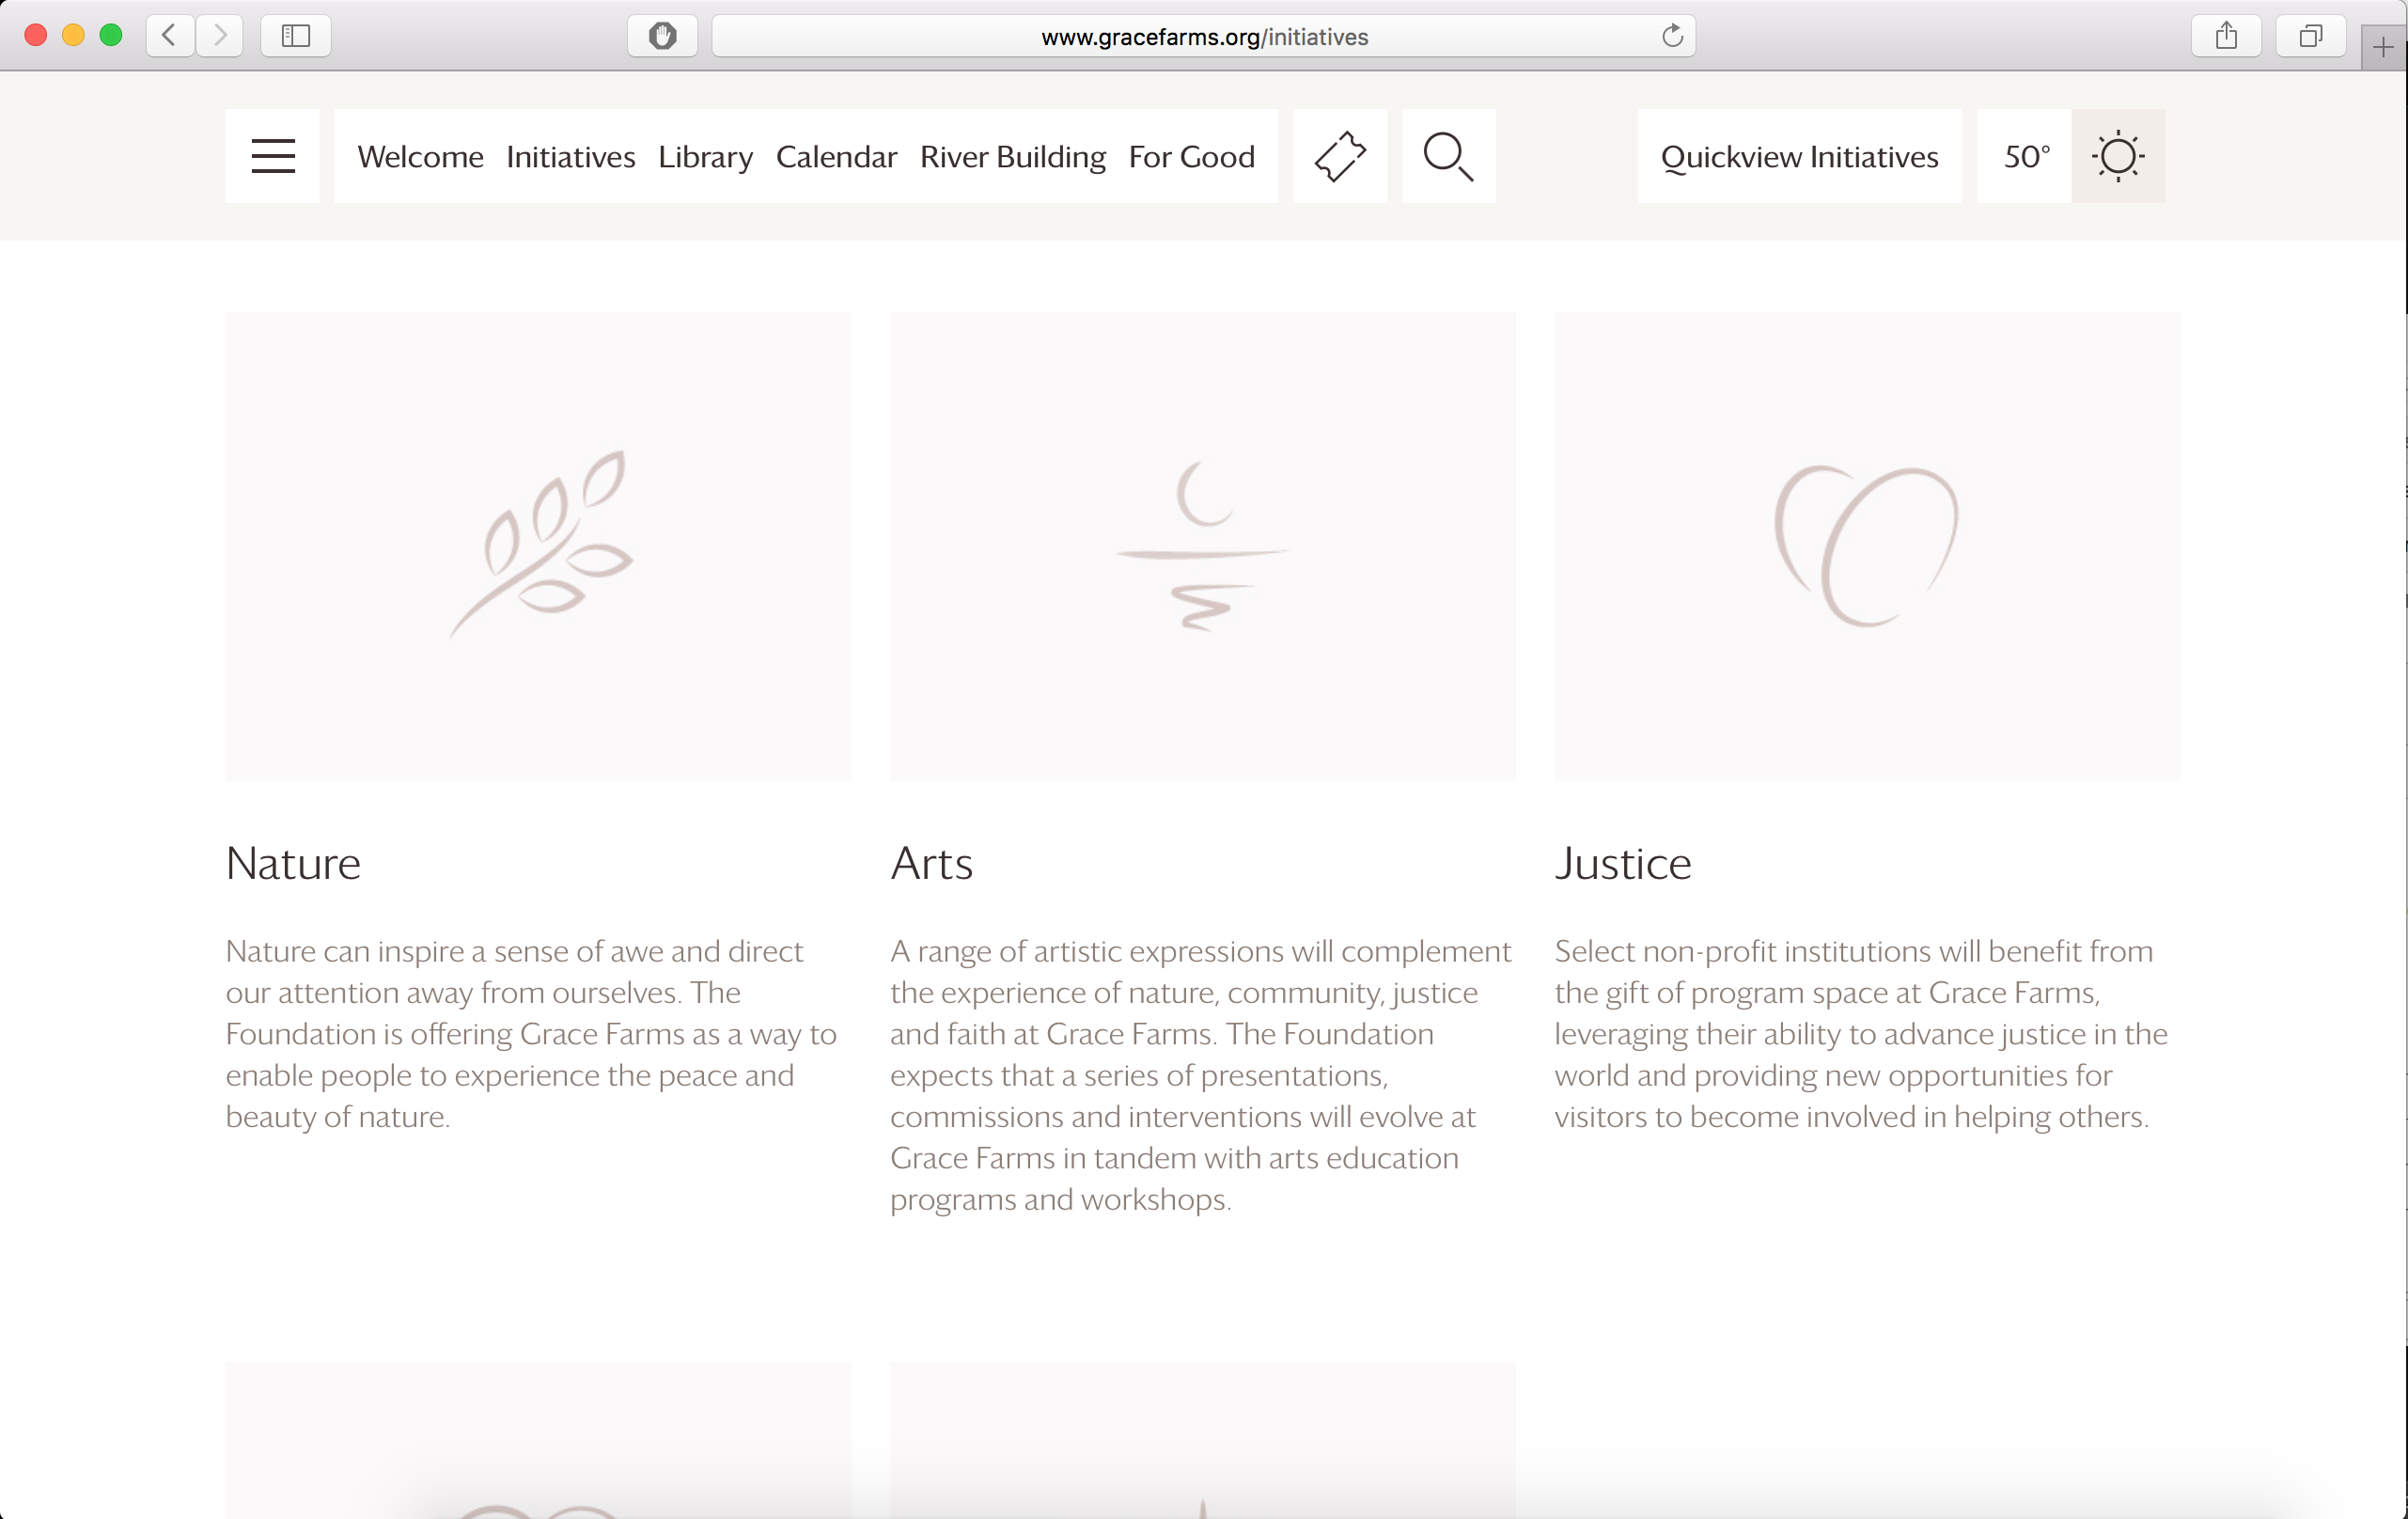 www.gracefarms.org/initiatives
Welcome Initiatives Library Calendar River Building For Good
Quickview Initiatives
50°
Nature
Nature can inspire a sense of awe and direct
our attention away from ourselves. The
Foundation is offering Grace Farms as a way to
enable people to experience the peace and
beauty of nature.
Arts
A range of artistic expressions will complement
the experience of nature, community, justice
and faith at Grace Farms. The Foundation
expects that a series of presentations,
commissions and interventions will evolve at
Grace Farms in tandem with arts education
programs and workshops.
Justice
Select non-profit institutions will benefit from
the gift of program space at Grace Farms,
leveraging their ability to advance justice in the
world and providing new opportunities for
visitors to become involved in helping others.